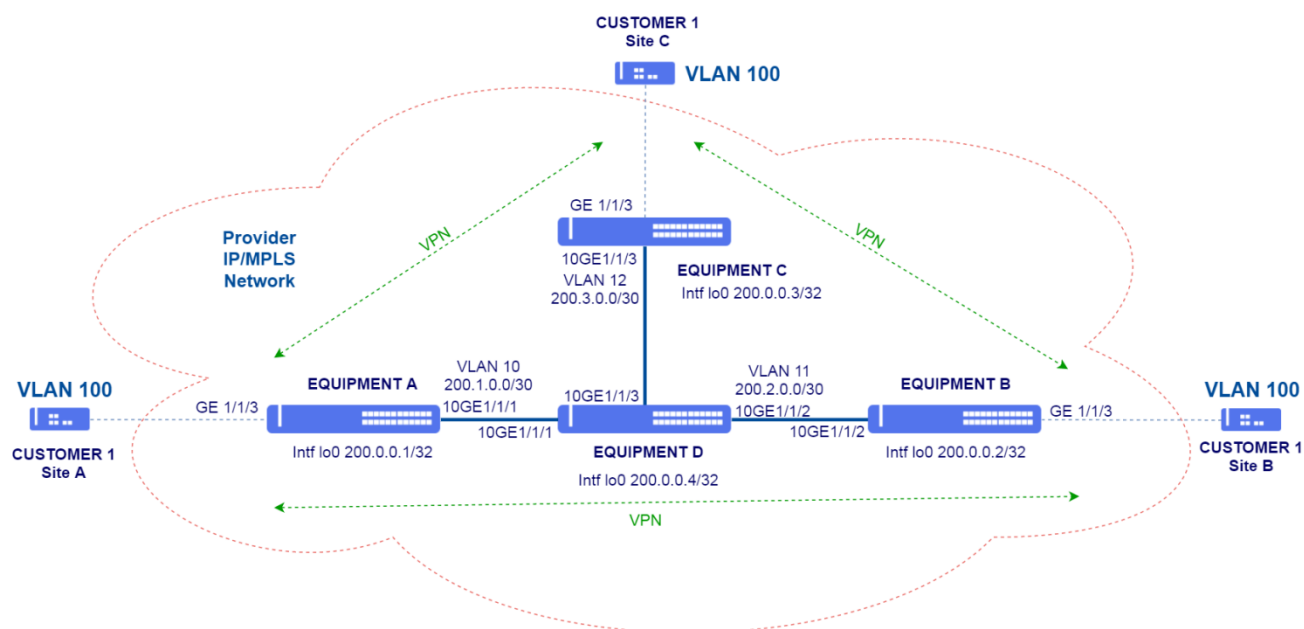 CUSTOMER 1
Site C
VLAN 100
GE 1/1/3
VPN
VPN
Provider
IP/MPLS
Network
10GE1/1/3
EQUIPMENT C
VLAN 12
200.3.0.0/30
Intf lo0 200.0.0.3/32
VLAN 10
200.1.0.0/30
VLAN 11
200.2.0.0/30
VLAN 100
EQUIPMENT A
EQUIPMENT B
VLAN 100
GE 1/1/3
10GE1/1/1
10GE1/1/3
10GE1/1/2
GE 1/1/3
10GE1/1/1
10GE1/1/2
CUSTOMER 1
Site A
Intf lo0 200.0.0.1/32
EQUIPMENT D
Intf lo0 200.0.0.2/32
CUSTOMER 1
Site B
Intf lo0 200.0.0.4/32
VPN